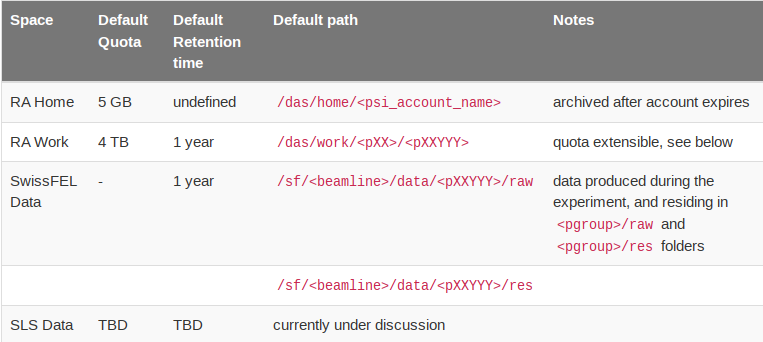 Space Default Quota Default Retention time Default path Notes
RA Home 5 GB undefined /das/home/<psi_account_name> archived after account expires
RA Work 4 TB 1 year /das/work/<pXX>/<pXXYYY> quota extensible, see below
SwissFEL Data - 1 year /sf/<beamline>/data/<pXXYYY>/raw data produced during the experiment, and residing in <pgroup>/raw and <pgroup>/res folders
/sf/<beamline>/data/<pXXYYY>/res
SLS Data TBD TBD currently under discussion